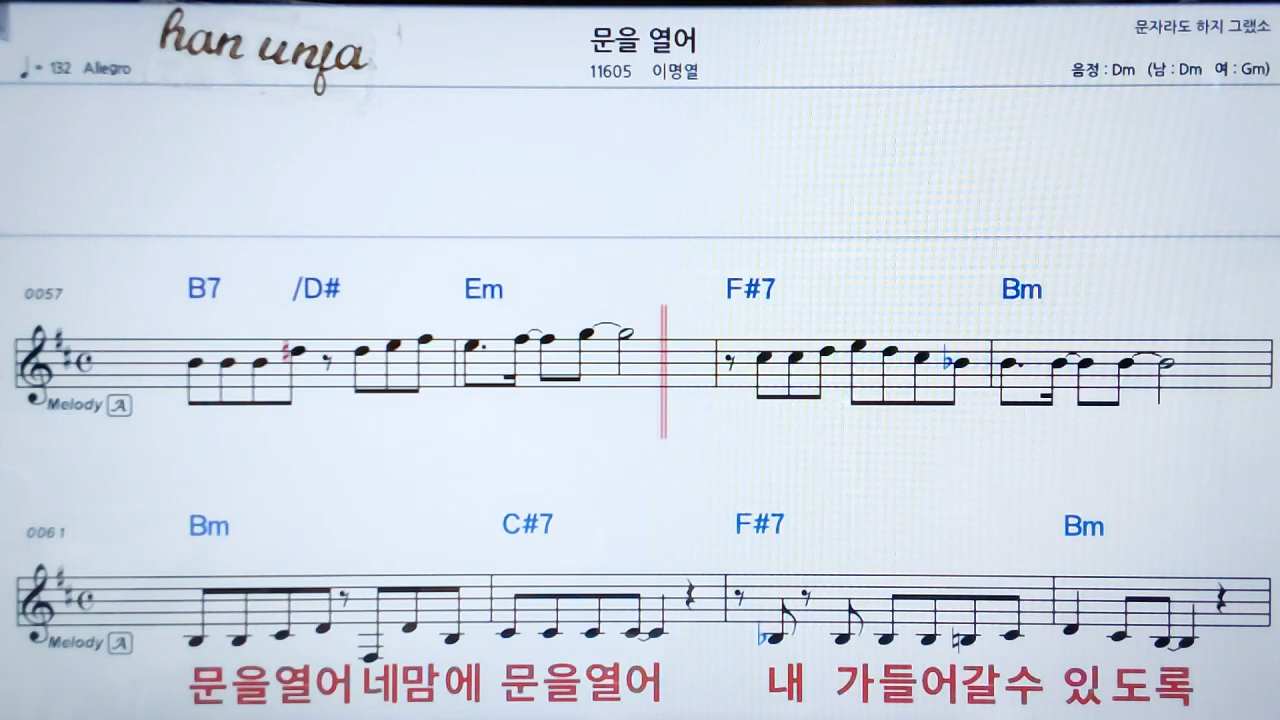 han unfa
문을 열어
문자라도 하지 그랬소
♩ = 132 Allegro
11605 이명열
음정 : Dm (남 : Dm 여 : Gm)
0057
B7 /D# Em F#7 Bm
Melody A
0061
Bm C#7 F#7 Bm
Melody A
문을열어네맘에 문을열어 내 가들어갈수 있도록